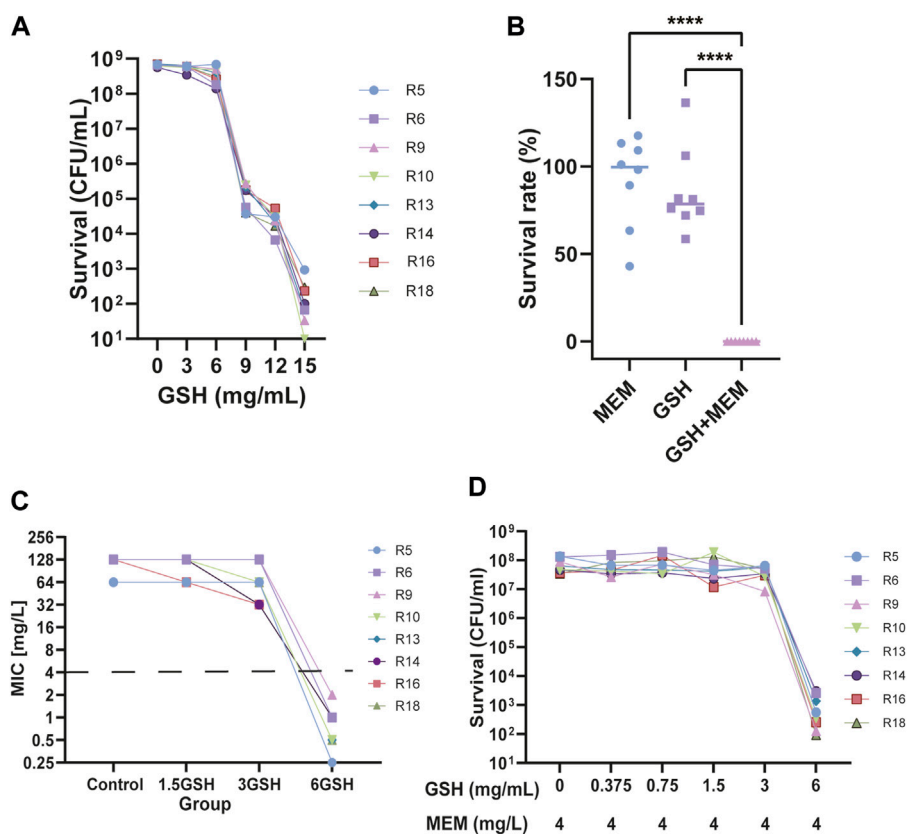 A
Survival (CFU/mL)
10⁹
10⁸
10⁷
10⁶
10⁵
10⁴
10³
10²
10¹
0 3 6 9 12 15
GSH (mg/mL)
R5
R6
R9
R10
R13
R14
R16
R18
B
****
****
Survival rate (%)
150
100
50
0
MEM
GSH
GSH+MEM
C
MIC [mg/L]
256
128
64
32
16
8
4
2
1
0.5
0.25
Control 1.5GSH 3GSH 6GSH
Group
R5
R6
R9
R10
R13
R14
R16
R18
D
Survival (CFU/ml)
10⁹
10⁸
10⁷
10⁶
10⁵
10⁴
10³
10²
10¹
GSH (mg/mL) 0 0.375 0.75 1.5 3 6
MEM (mg/L) 4 4 4 4 4 4
R5
R6
R9
R10
R13
R14
R16
R18